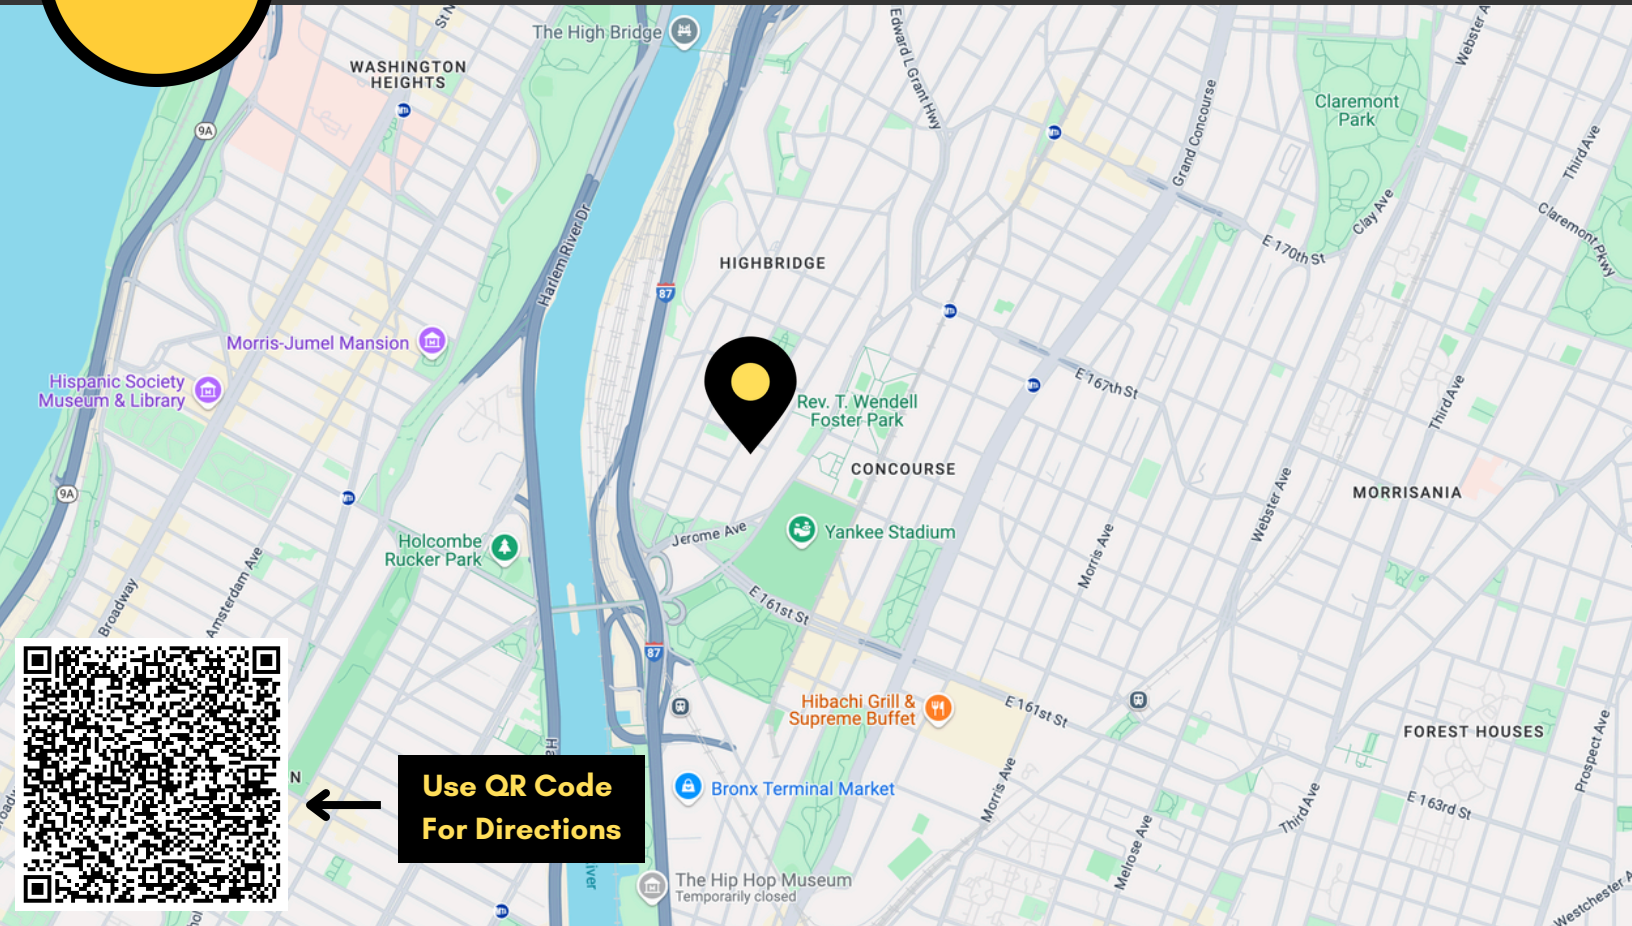 The High Bridge
St N
Edward L Grant Hwy
Webster A
WASHINGTON
HEIGHTS
Claremont
Park
9A
Grand Concourse
Third Ave
Clay Ave
Claremont Pkwy
Harlem River Dr
E 170th St
HIGHBRIDGE
87
Morris-Jumel Mansion
Hispanic Society
Museum & Library
E 167th St
Rev. T. Wendell
Foster Park
Third Ave
CONCOURSE
MORRISANIA
9A
Webster Ave
Yankee Stadium
Jerome Ave
Holcombe
Rucker Park
Morris Ave
Amsterdam Ave
Broadway
E 161st St
87
Hibachi Grill &
Supreme Buffet
E 161st St
FOREST HOUSES
Prospect Ave
Ha
N
Use QR Code
For Directions
Bronx Terminal Market
Morris Ave
Third Ave
E 163rd St
Melrose Ave
The Hip Hop Museum
Temporarily closed
iver
Westchester A